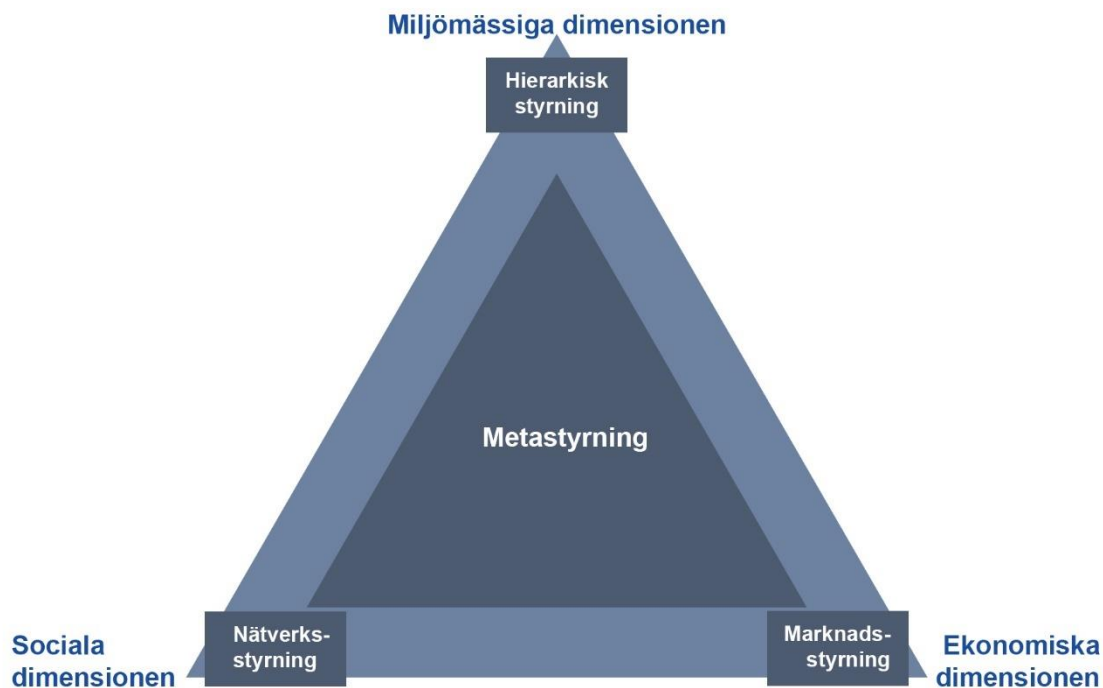 Miljömässiga dimensionen
Hierarkisk
styrning
Metastyrning
Sociala
dimensionen
Nätverks-
styrning
Marknads-
styrning
Ekonomiska
dimensionen